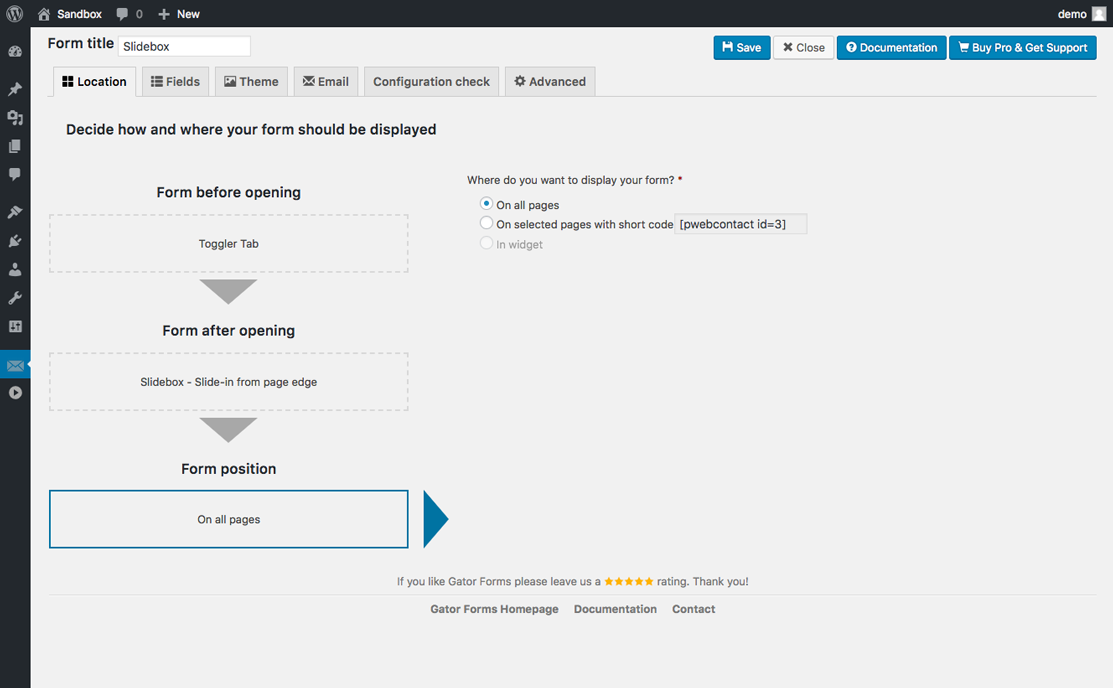 Sandbox 0 New demo
Form title Slidebox Save Close Documentation Buy Pro & Get Support
Location Fields Theme Email Configuration check Advanced
Decide how and where your form should be displayed
Form before opening
Toggler Tab
Form after opening
Slidebox - Slide-in from page edge
Form position
On all pages
Where do you want to display your form? *
On all pages
On selected pages with short code [pwebcontact id=3]
In widget
If you like Gator Forms please leave us a ★★★★★ rating. Thank you!
Gator Forms Homepage Documentation Contact